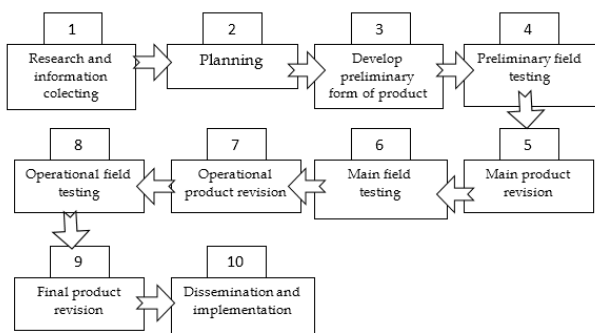 1
Research and
information
colecting
2
Planning
3
Develop
preliminary
form of product
4
Preliminary field
testing
5
Main product
revision
6
Main field
testing
7
Operational
product revision
8
Operational field
testing
9
Final product
revision
10
Dissemination and
implementation